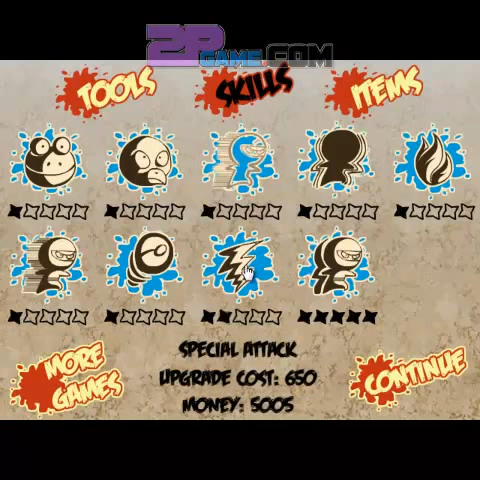 2PGAME.COM
TOOLS
SKILLS
ITEMS
MORE GAMES
SPECIAL ATTACK
UPGRADE COST: 650
MONEY: 5005
CONTINUE